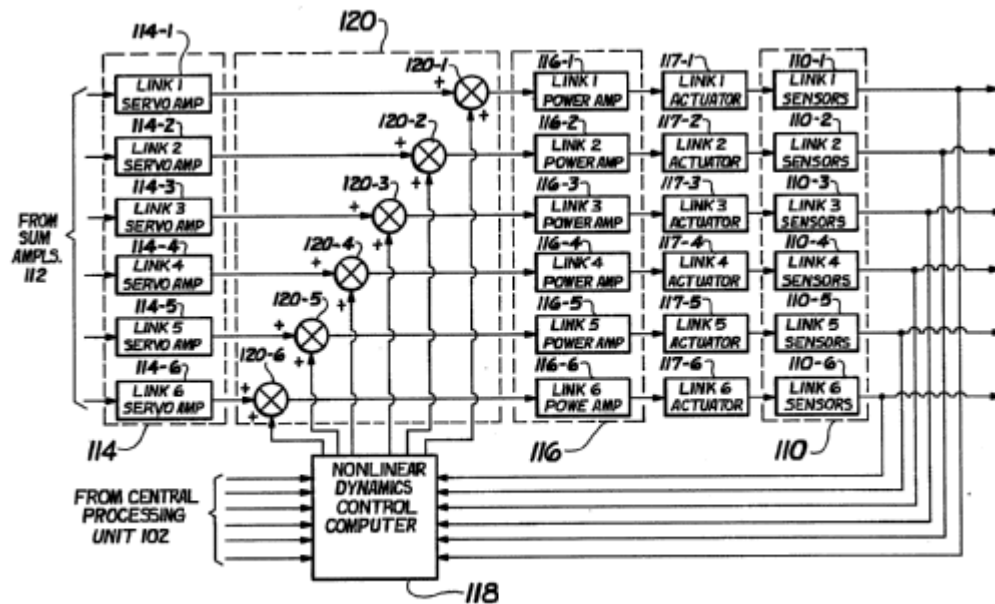 114-1
120
120-1
116-1
117-1
110-1
LINK 1
SERVO AMP
+
+
LINK 1
POWER AMP
LINK 1
ACTUATOR
LINK 1
SENSORS
114-2
120-2
116-2
117-2
110-2
LINK 2
SERVO AMP
+
+
LINK 2
POWER AMP
LINK 2
ACTUATOR
LINK 2
SENSORS
114-3
120-3
116-3
117-3
110-3
LINK 3
SERVO AMP
+
+
LINK 3
POWER AMP
LINK 3
ACTUATOR
LINK 3
SENSORS
FROM
SUM
AMPLS.
112
114-4
120-4
116-4
117-4
110-4
LINK 4
SERVO AMP
+
+
LINK 4
POWER AMP
LINK 4
ACTUATOR
LINK 4
SENSORS
114-5
120-5
116-5
117-5
110-5
LINK 5
SERVO AMP
+
+
LINK 5
POWER AMP
LINK 5
ACTUATOR
LINK 5
SENSORS
114-6
120-6
116-6
117-6
110-6
LINK 6
SERVO AMP
+
+
LINK 6
POWE AMP
LINK 6
ACTUATOR
LINK 6
SENSORS
114
116
110
FROM CENTRAL
PROCESSING
UNIT 102
NONLINEAR
DYNAMICS
CONTROL
COMPUTER
118